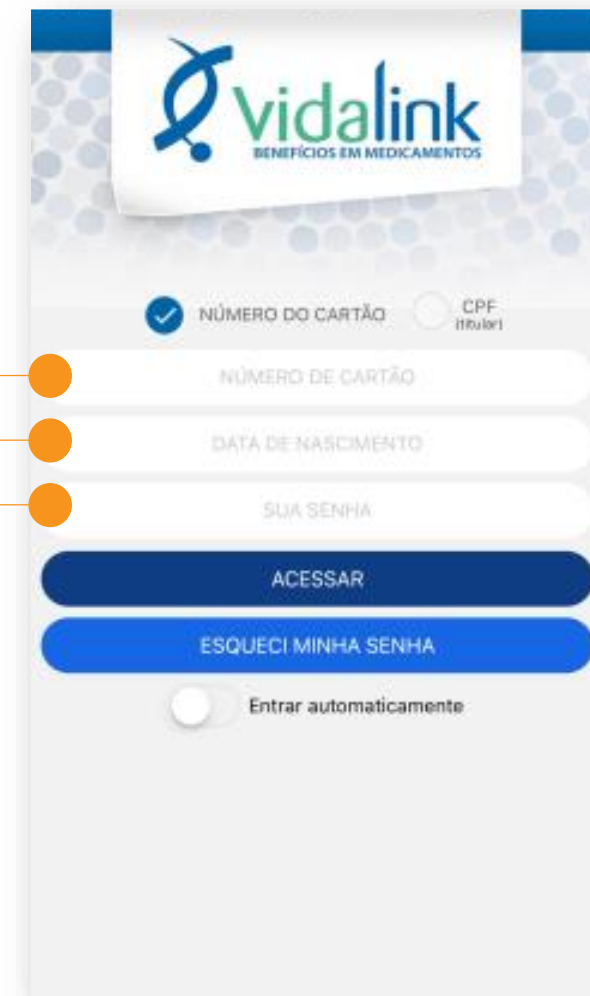 vidalink
BENEFÍCIOS EM MEDICAMENTOS
NÚMERO DO CARTÃO
CPF
(titular)
NÚMERO DE CARTÃO
DATA DE NASCIMENTO
SUA SENHA
ACESSAR
ESQUECI MINHA SENHA
Entrar automaticamente